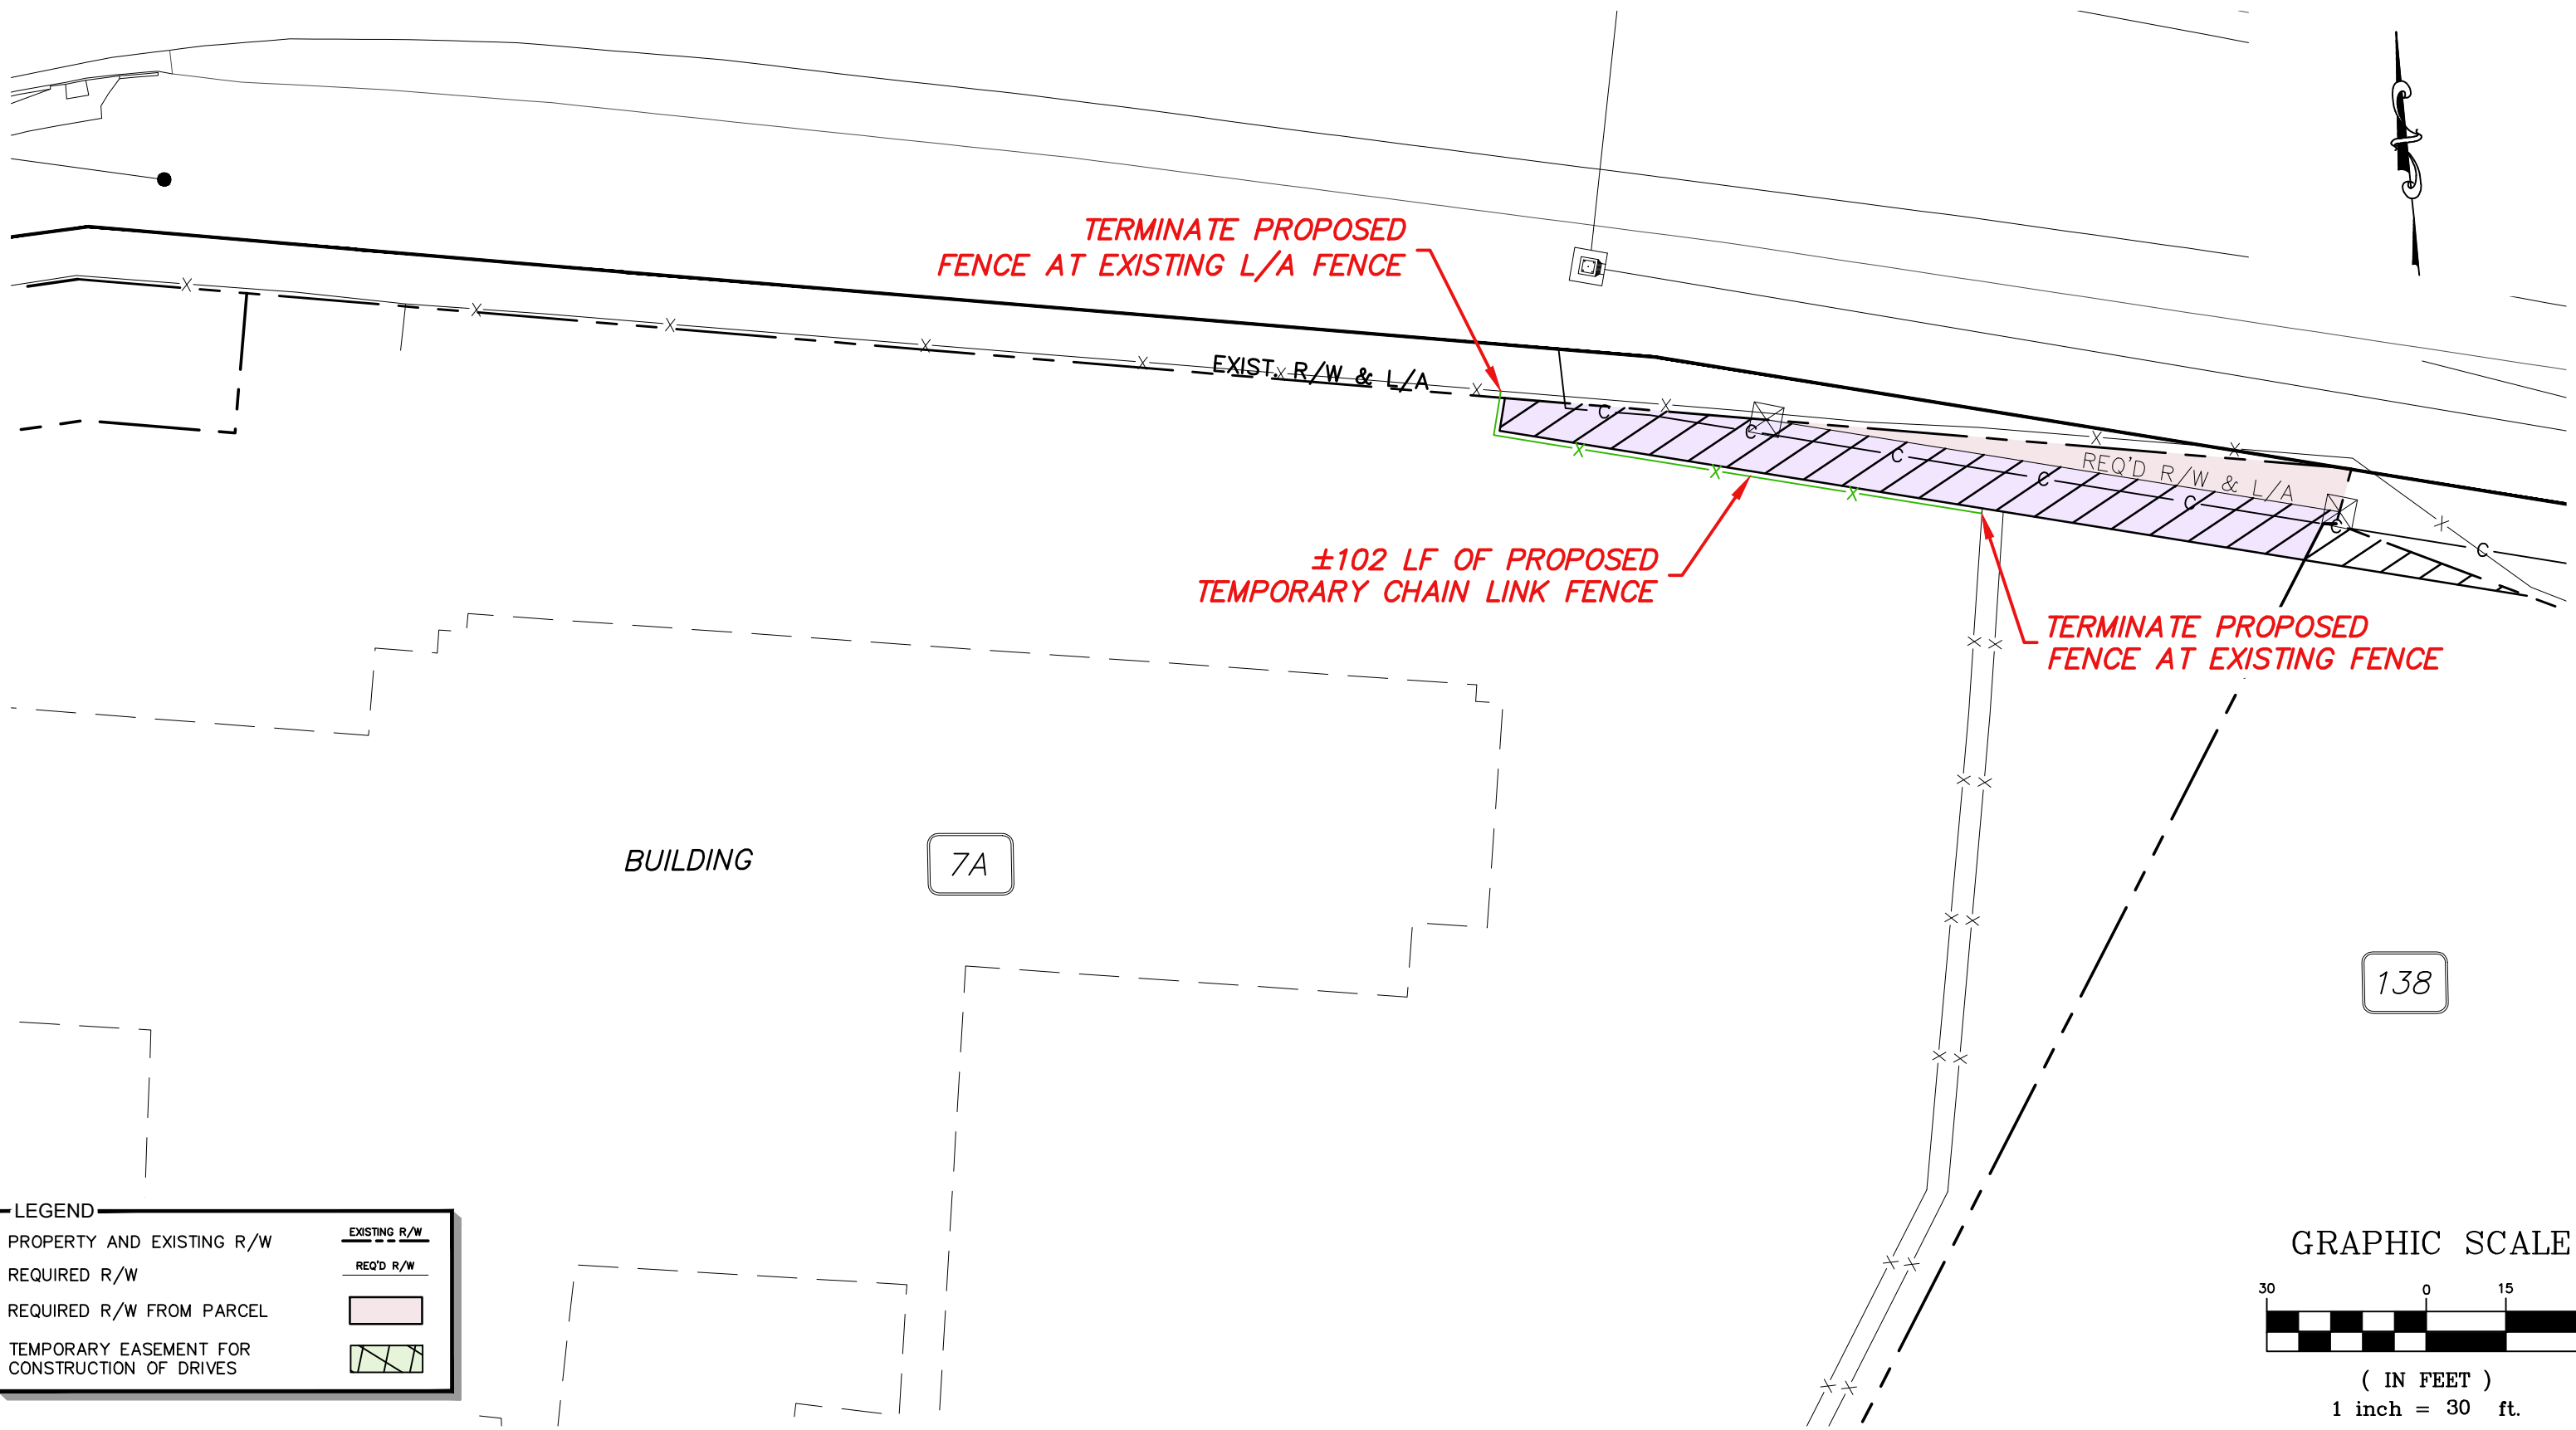 TERMINATE PROPOSED
FENCE AT EXISTING L/A FENCE
EXIST. R/W & L/A
REQ'D R/W & L/A
±102 LF OF PROPOSED
TEMPORARY CHAIN LINK FENCE
TERMINATE PROPOSED
FENCE AT EXISTING FENCE
BUILDING
7A
138
LEGEND
PROPERTY AND EXISTING R/W
EXISTING R/W
REQUIRED R/W
REQ'D R/W
REQUIRED R/W FROM PARCEL
TEMPORARY EASEMENT FOR
CONSTRUCTION OF DRIVES
GRAPHIC SCALE
30 0 15
( IN FEET )
1 inch = 30 ft.